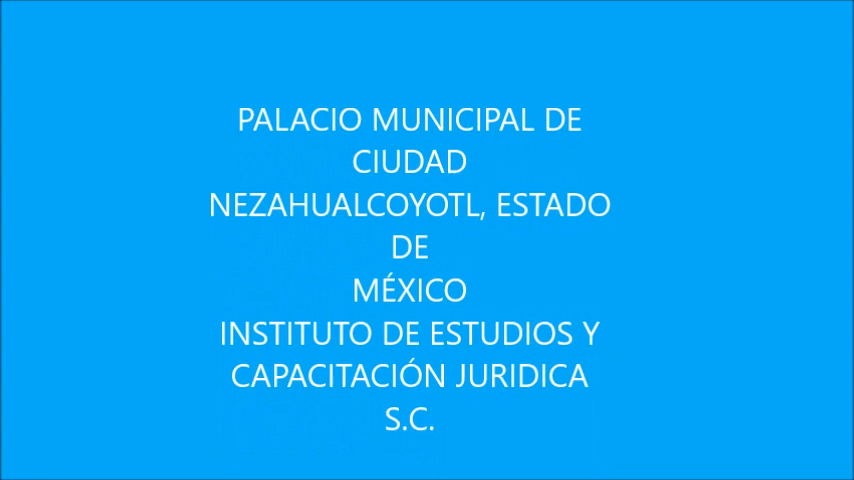 PALACIO MUNICIPAL DE
CIUDAD
NEZAHUALCOYOTL, ESTADO
DE
MÉXICO
INSTITUTO DE ESTUDIOS Y
CAPACITACIÓN JURIDICA
S.C.